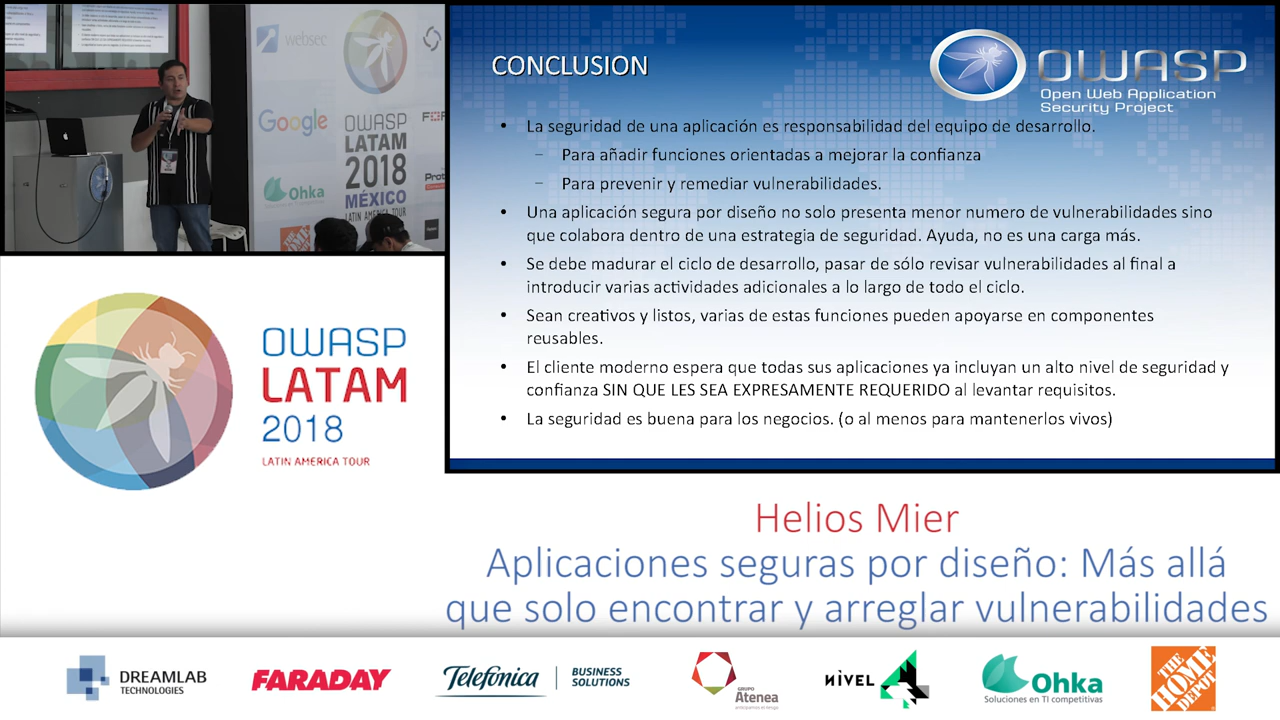 websec
Google
OWASP
LATAM
2018
MÉXICO
LATIN AMERICA TOUR
Ohka
CONCLUSION
OWASP
Open Web Application
Security Project
• La seguridad de una aplicación es responsabilidad del equipo de desarrollo.
– Para añadir funciones orientadas a mejorar la confianza
– Para prevenir y remediar vulnerabilidades.
• Una aplicación segura por diseño no solo presenta menor numero de vulnerabilidades sino
que colabora dentro de una estrategia de seguridad. Ayuda, no es una carga más.
• Se debe madurar el ciclo de desarrollo, pasar de sólo revisar vulnerabilidades al final a
introducir varias actividades adicionales a lo largo de todo el ciclo.
• Sean creativos y listos, varias de estas funciones pueden apoyarse en componentes
reusables.
• El cliente moderno espera que todas sus aplicaciones ya incluyan un alto nivel de seguridad y
confianza SIN QUE LES SEA EXPRESAMENTE REQUERIDO al levantar requisitos.
• La seguridad es buena para los negocios. (o al menos para mantenerlos vivos)
OWASP
LATAM
2018
LATIN AMERICA TOUR
Helios Mier
Aplicaciones seguras por diseño: Más allá
que solo encontrar y arreglar vulnerabilidades
DREAMLAB
TECHNOLOGIES
FARADAY
Telefónica
BUSINESS
SOLUTIONS
GRUPO
Atenea
NIVEL
Ohka
Soluciones en TI competitivas
THE
HOME
DEPOT